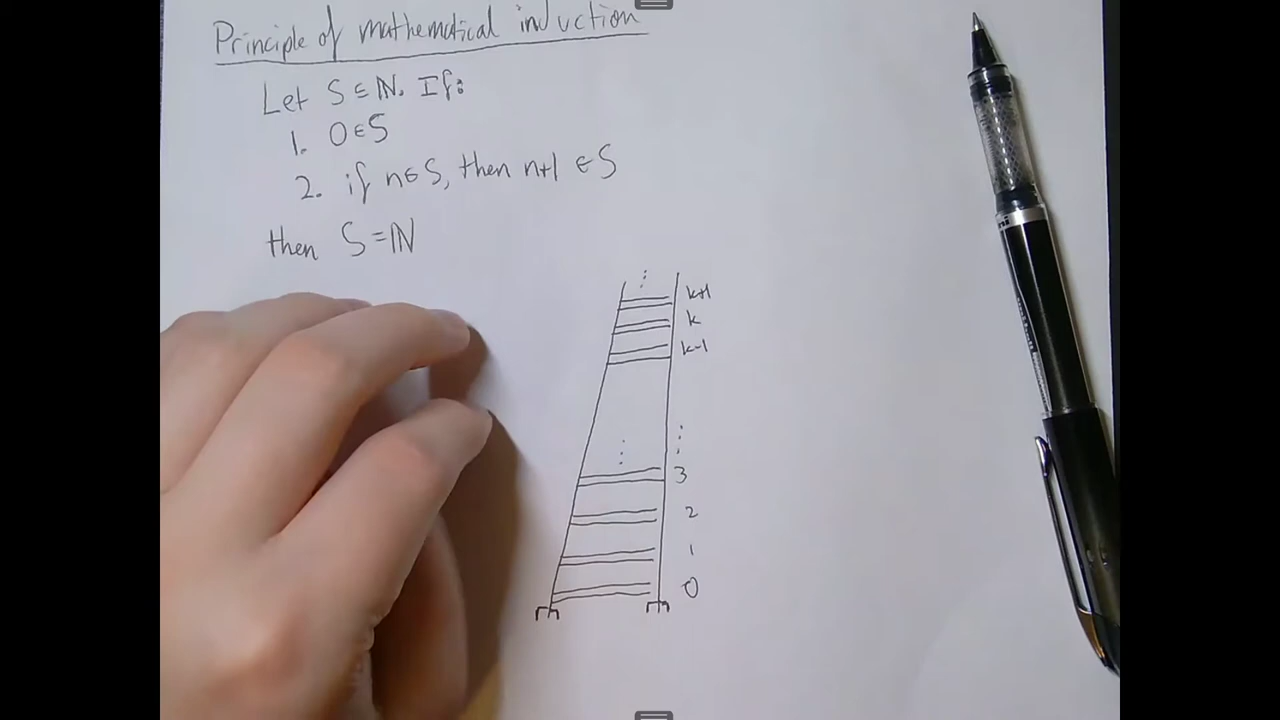 Principle of mathematical induction
Let S ⊆ ℕ. If:
1. 0∈S
2. if n∈S, then n+1 ∈ S
then S = ℕ
⋮
k+1
k
k-1
⋮ ⋮
3
2
1
0
uni